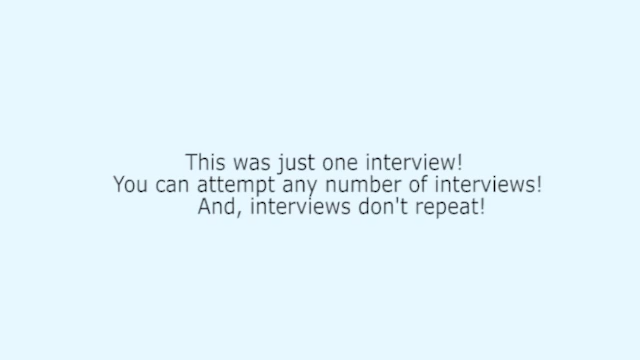 This was just one interview!
You can attempt any number of interviews!
And, interviews don't repeat!